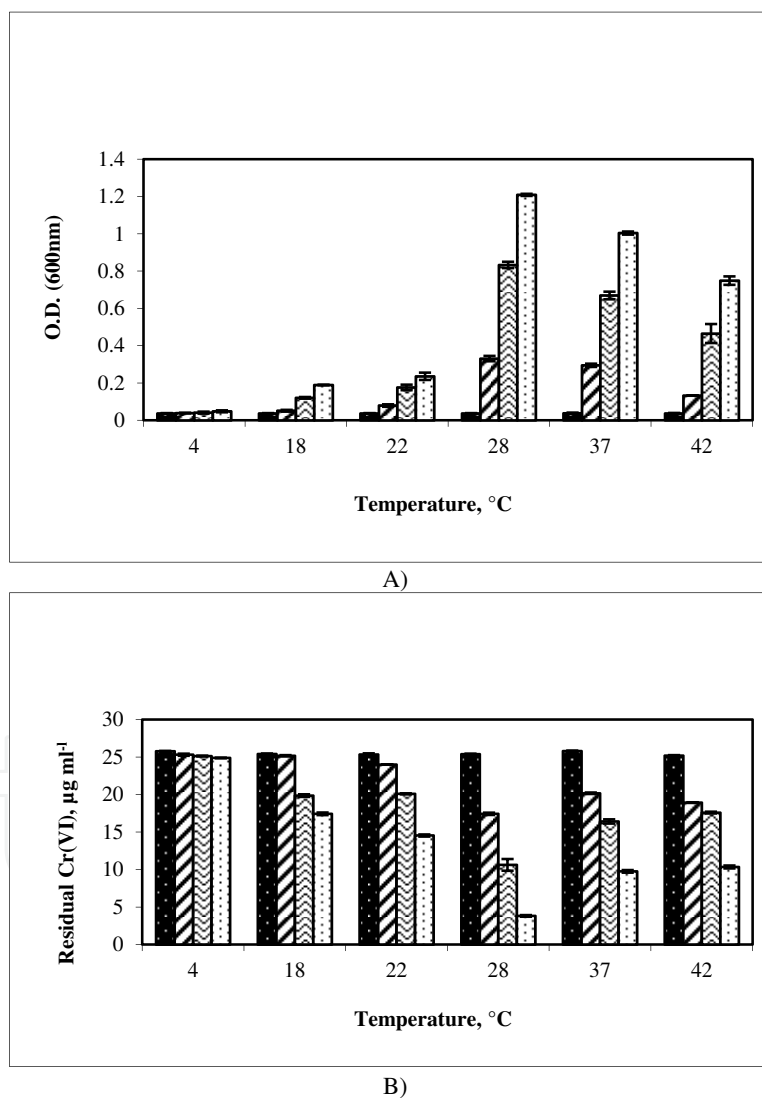 1.4
1.2
1
0.8
0.6
0.4
0.2
0
O.D. (600nm)
4 18 22 28 37 42
Temperature, °C
A)
30
25
20
15
10
5
0
Residual Cr(VI), µg ml⁻¹
4 18 22 28 37 42
Temperature, °C
B)